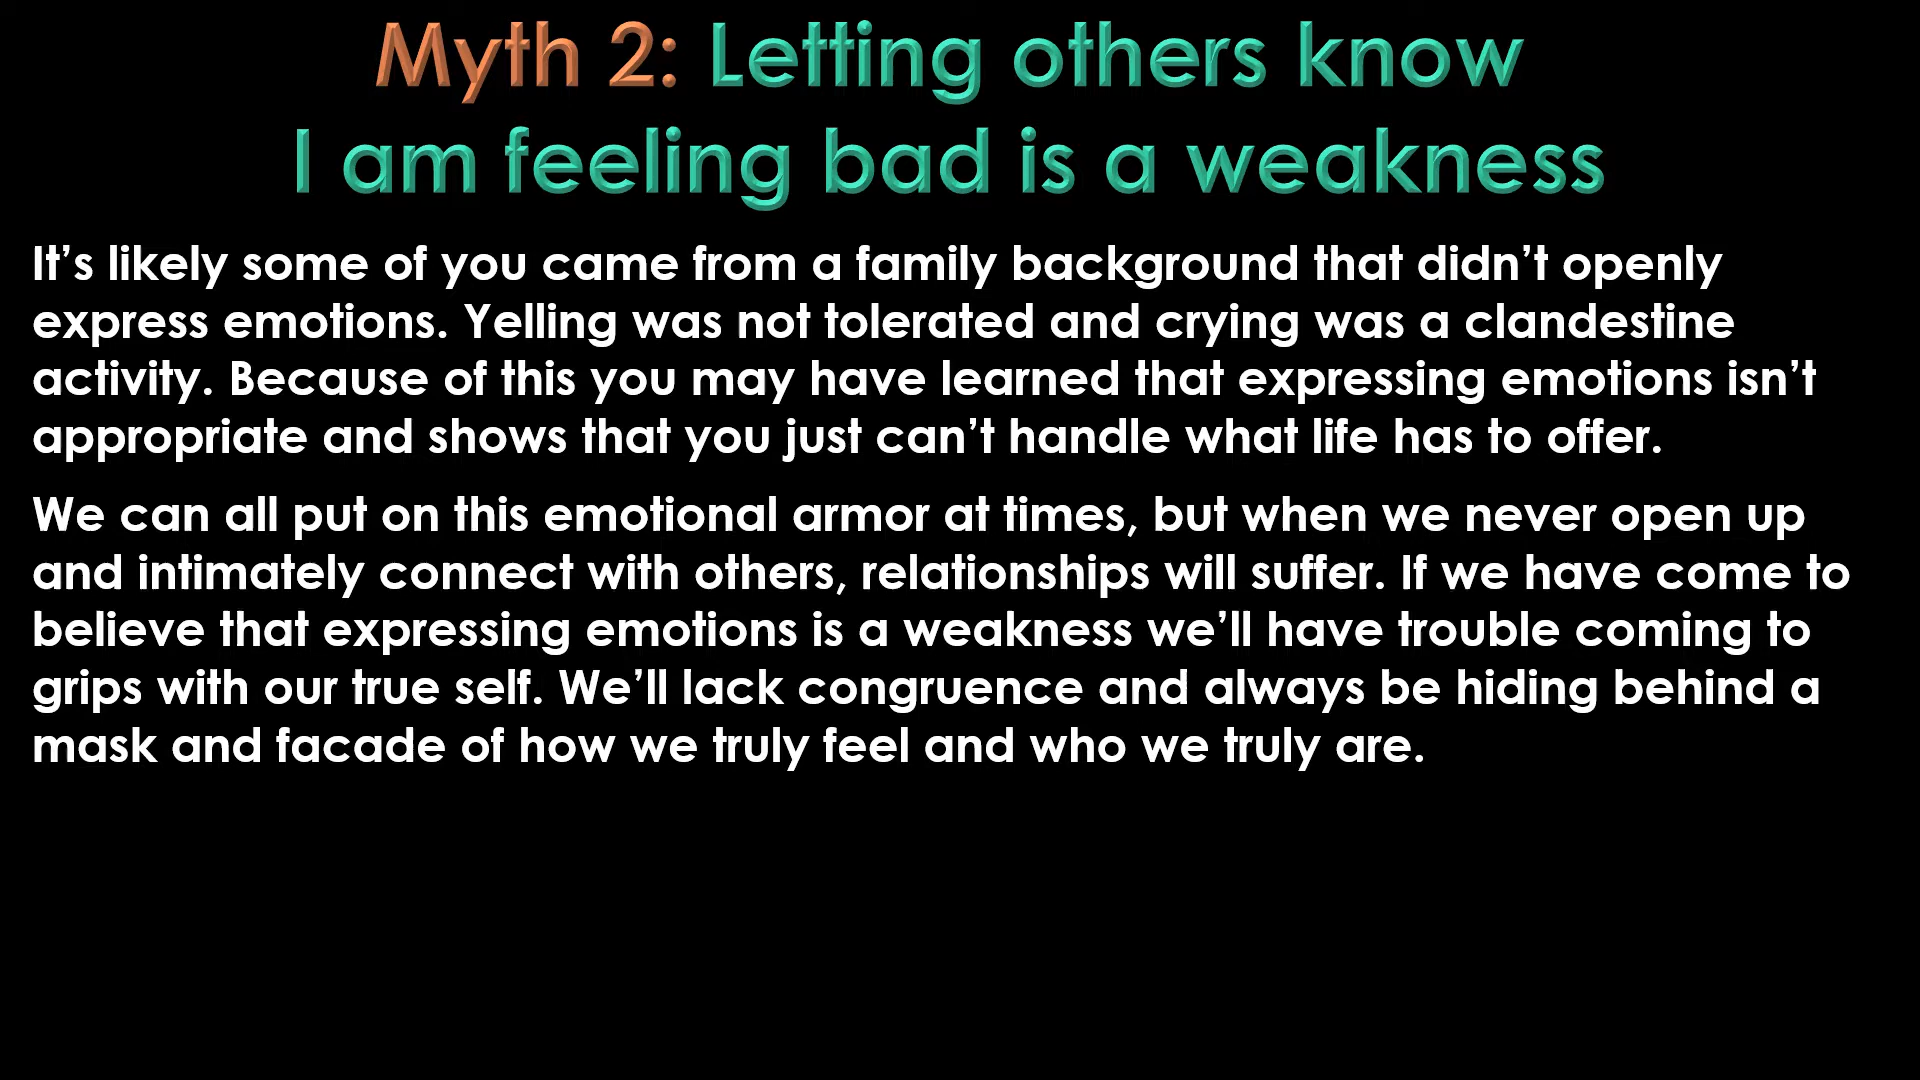 Myth 2: Letting others know
I am feeling bad is a weakness
It’s likely some of you came from a family background that didn’t openly
express emotions. Yelling was not tolerated and crying was a clandestine
activity. Because of this you may have learned that expressing emotions isn’t
appropriate and shows that you just can’t handle what life has to offer.
We can all put on this emotional armor at times, but when we never open up
and intimately connect with others, relationships will suffer. If we have come to
believe that expressing emotions is a weakness we’ll have trouble coming to
grips with our true self. We’ll lack congruence and always be hiding behind a
mask and facade of how we truly feel and who we truly are.